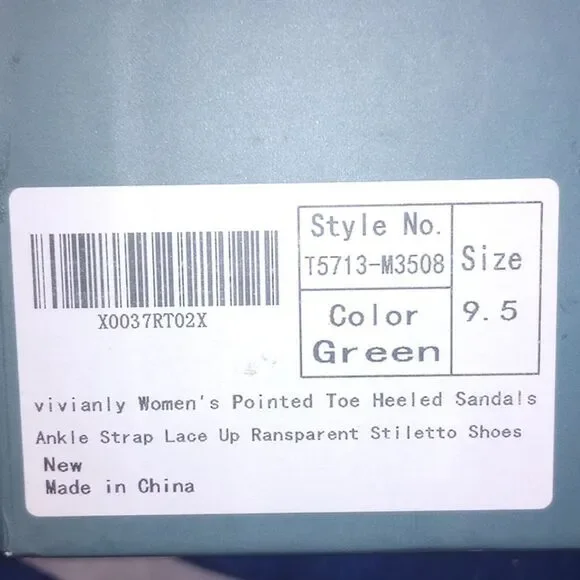 X0037RT02X
Style No.
T5713-M3508
Color
Green
Size
9.5
vivianly Women's Pointed Toe Heeled Sandals
Ankle Strap Lace Up Ransparent Stiletto Shoes
New
Made in China